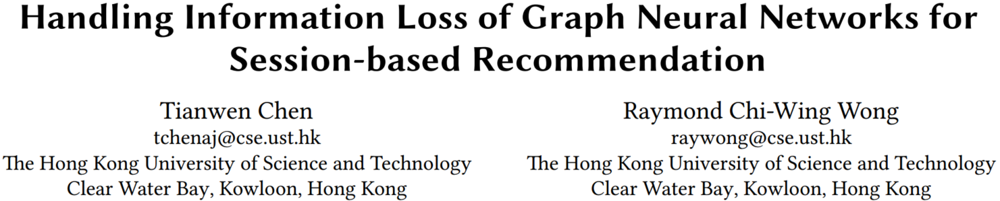 Handling Information Loss of Graph Neural Networks for
Session-based Recommendation
Tianwen Chen
tchenaj@cse.ust.hk
The Hong Kong University of Science and Technology
Clear Water Bay, Kowloon, Hong Kong
Raymond Chi-Wing Wong
raywong@cse.ust.hk
The Hong Kong University of Science and Technology
Clear Water Bay, Kowloon, Hong Kong